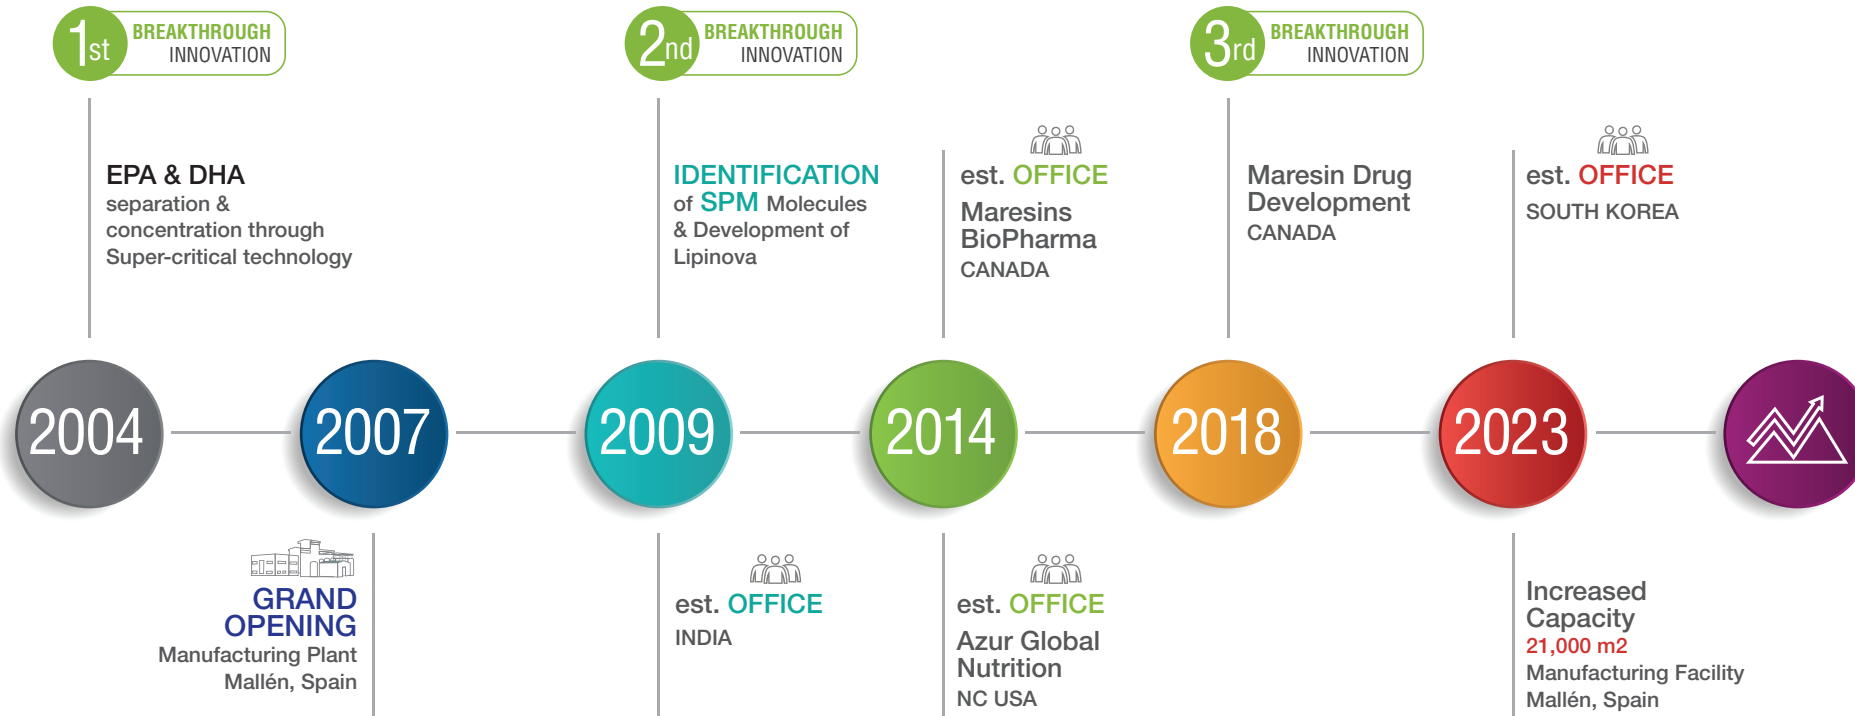 1st BREAKTHROUGH
INNOVATION
2nd BREAKTHROUGH
INNOVATION
3rd BREAKTHROUGH
INNOVATION
EPA & DHA
separation &
concentration through
Super-critical technology
IDENTIFICATION
of SPM Molecules
& Development of
Lipinova
est. OFFICE
Maresins
BioPharma
CANADA
Maresin Drug
Development
CANADA
est. OFFICE
SOUTH KOREA
2004
2007
2009
2014
2018
2023
GRAND
OPENING
Manufacturing Plant
Mallén, Spain
est. OFFICE
INDIA
est. OFFICE
Azur Global
Nutrition
NC USA
Increased
Capacity
21,000 m2
Manufacturing Facility
Mallén, Spain